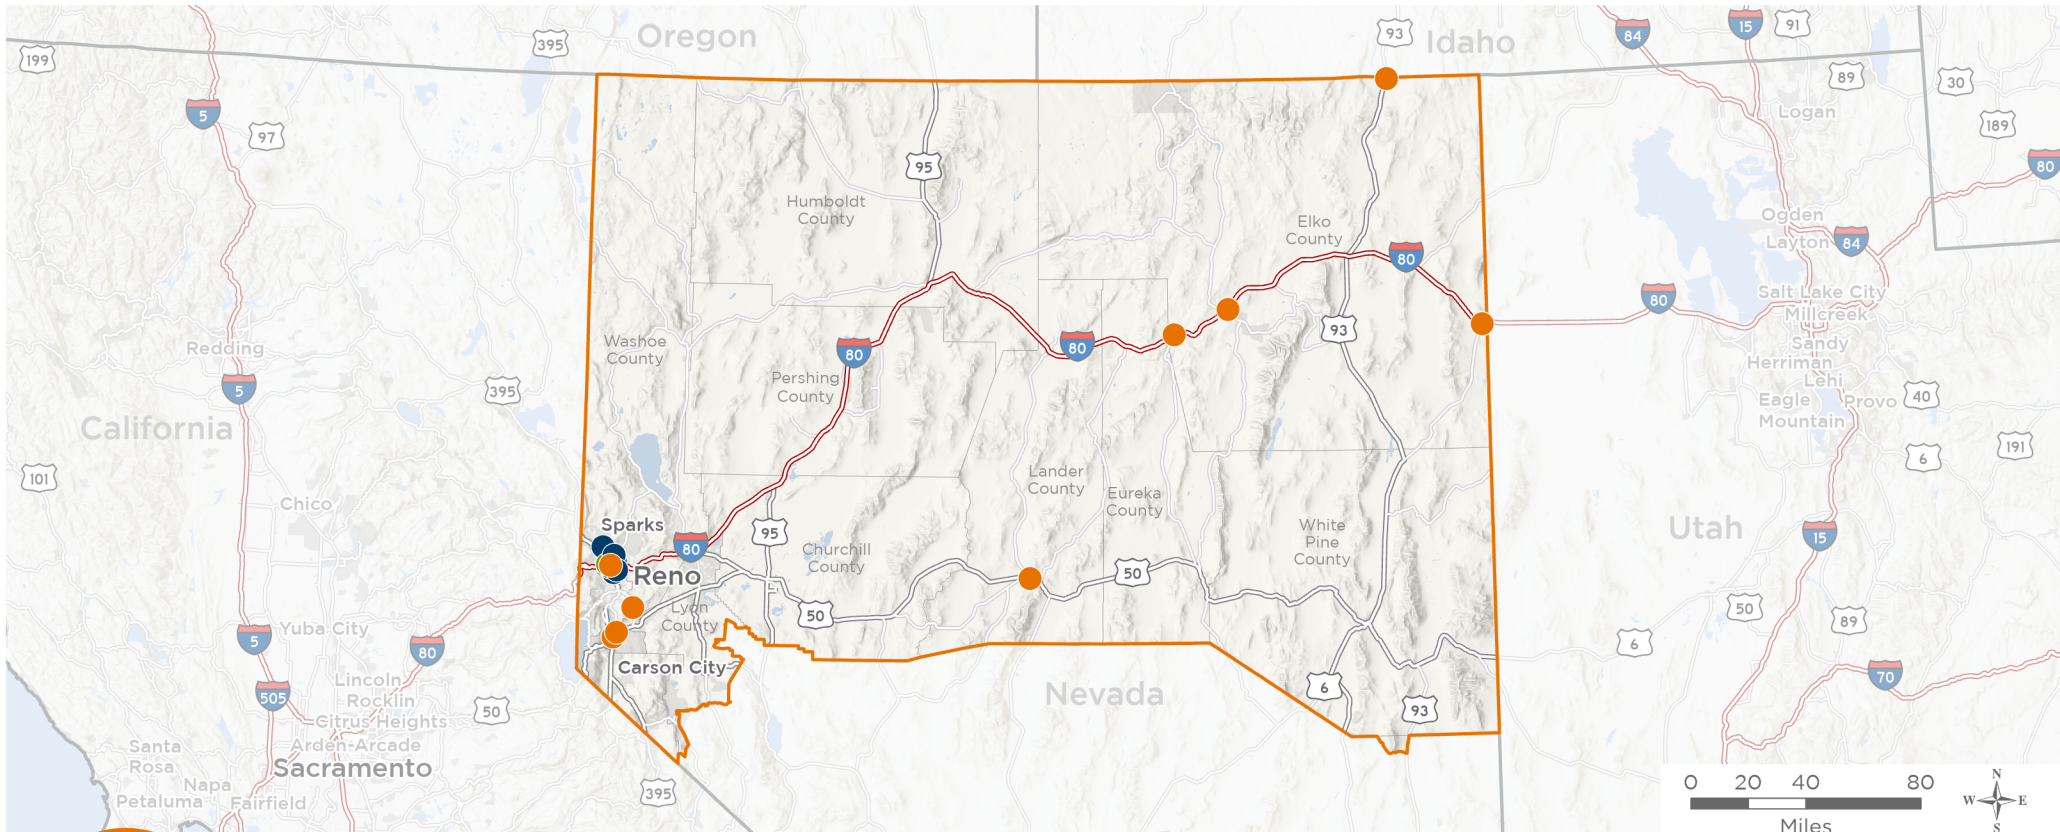 Oregon
Idaho
93
84
15
91
199
395
89
30
5
97
Logan
189
95
80
Humboldt
County
Elko
County
Ogden
Layton
84
80
80
Salt Lake City
Millcreek
93
Washoe
County
80
80
Redding
Sandy
Herriman
Lehi
Pershing
County
5
395
Eagle
Mountain
Provo
40
California
191
6
101
Lander
County
Eureka
County
Chico
Sparks
95
White
Pine
County
Utah
15
80
Churchill
County
50
Reno
Lyon
County
50
50
89
Yuba City
5
80
6
Carson City
70
Lincoln
Rocklin
505
Citrus Heights
50
Nevada
6
93
Arden-Arcade
Santa
Rosa
Sacramento
Napa
Petaluma
Fairfield
395
0 20 40 80
Miles
N
W E
S